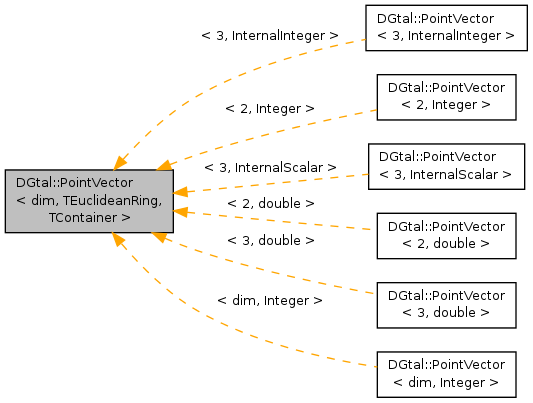 DGtal::PointVector
< dim, TEuclideanRing,
TContainer >
< 3, InternalInteger >
DGtal::PointVector
< 3, InternalInteger >
< 2, Integer >
DGtal::PointVector
< 2, Integer >
< 3, InternalScalar >
DGtal::PointVector
< 3, InternalScalar >
< 2, double >
DGtal::PointVector
< 2, double >
< 3, double >
DGtal::PointVector
< 3, double >
< dim, Integer >
DGtal::PointVector
< dim, Integer >